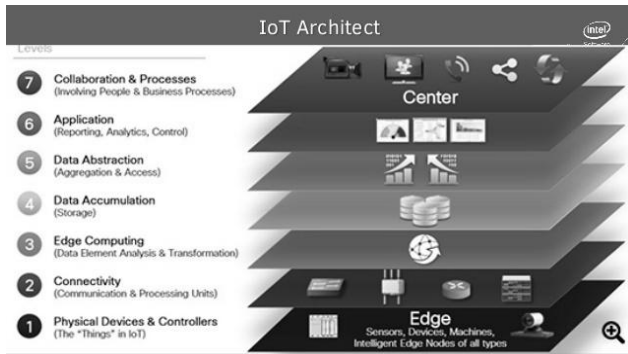 IoT Architect
intel
Software
Levels
7
Collaboration & Processes
(Involving People & Business Processes)
6
Application
(Reporting, Analytics, Control)
5
Data Abstraction
(Aggregation & Access)
4
Data Accumulation
(Storage)
3
Edge Computing
(Data Element Analysis & Transformation)
2
Connectivity
(Communication & Processing Units)
1
Physical Devices & Controllers
(The "Things" in IoT)
Center
Edge
Sensors, Devices, Machines,
Intelligent Edge Nodes of all types